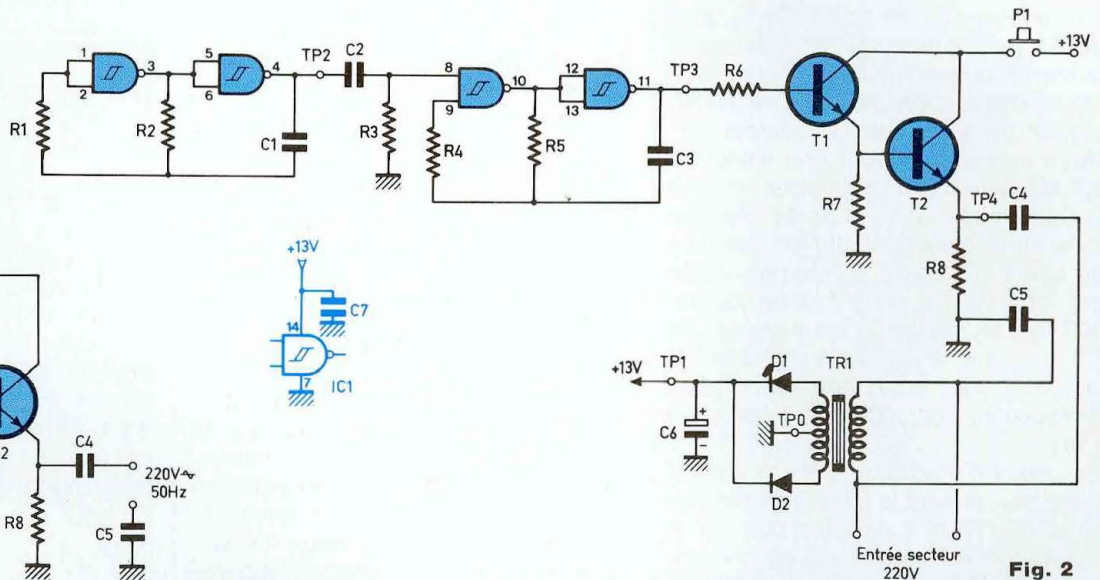 P1
+13V
1
2
3
5
6
4
TP2
C2
8
9
10
12
13
11
TP3
R6
T1
R1
R2
C1
R3
R4
R5
C3
R7
T2
TP4
C4
R8
C5
+13V
14
C7
7
IC1
+13V
TP1
D1
TR1
TP0
C6
+
-
D2
2
C4
220V~
50Hz
R8
C5
Entrée secteur
220V
Fig. 2